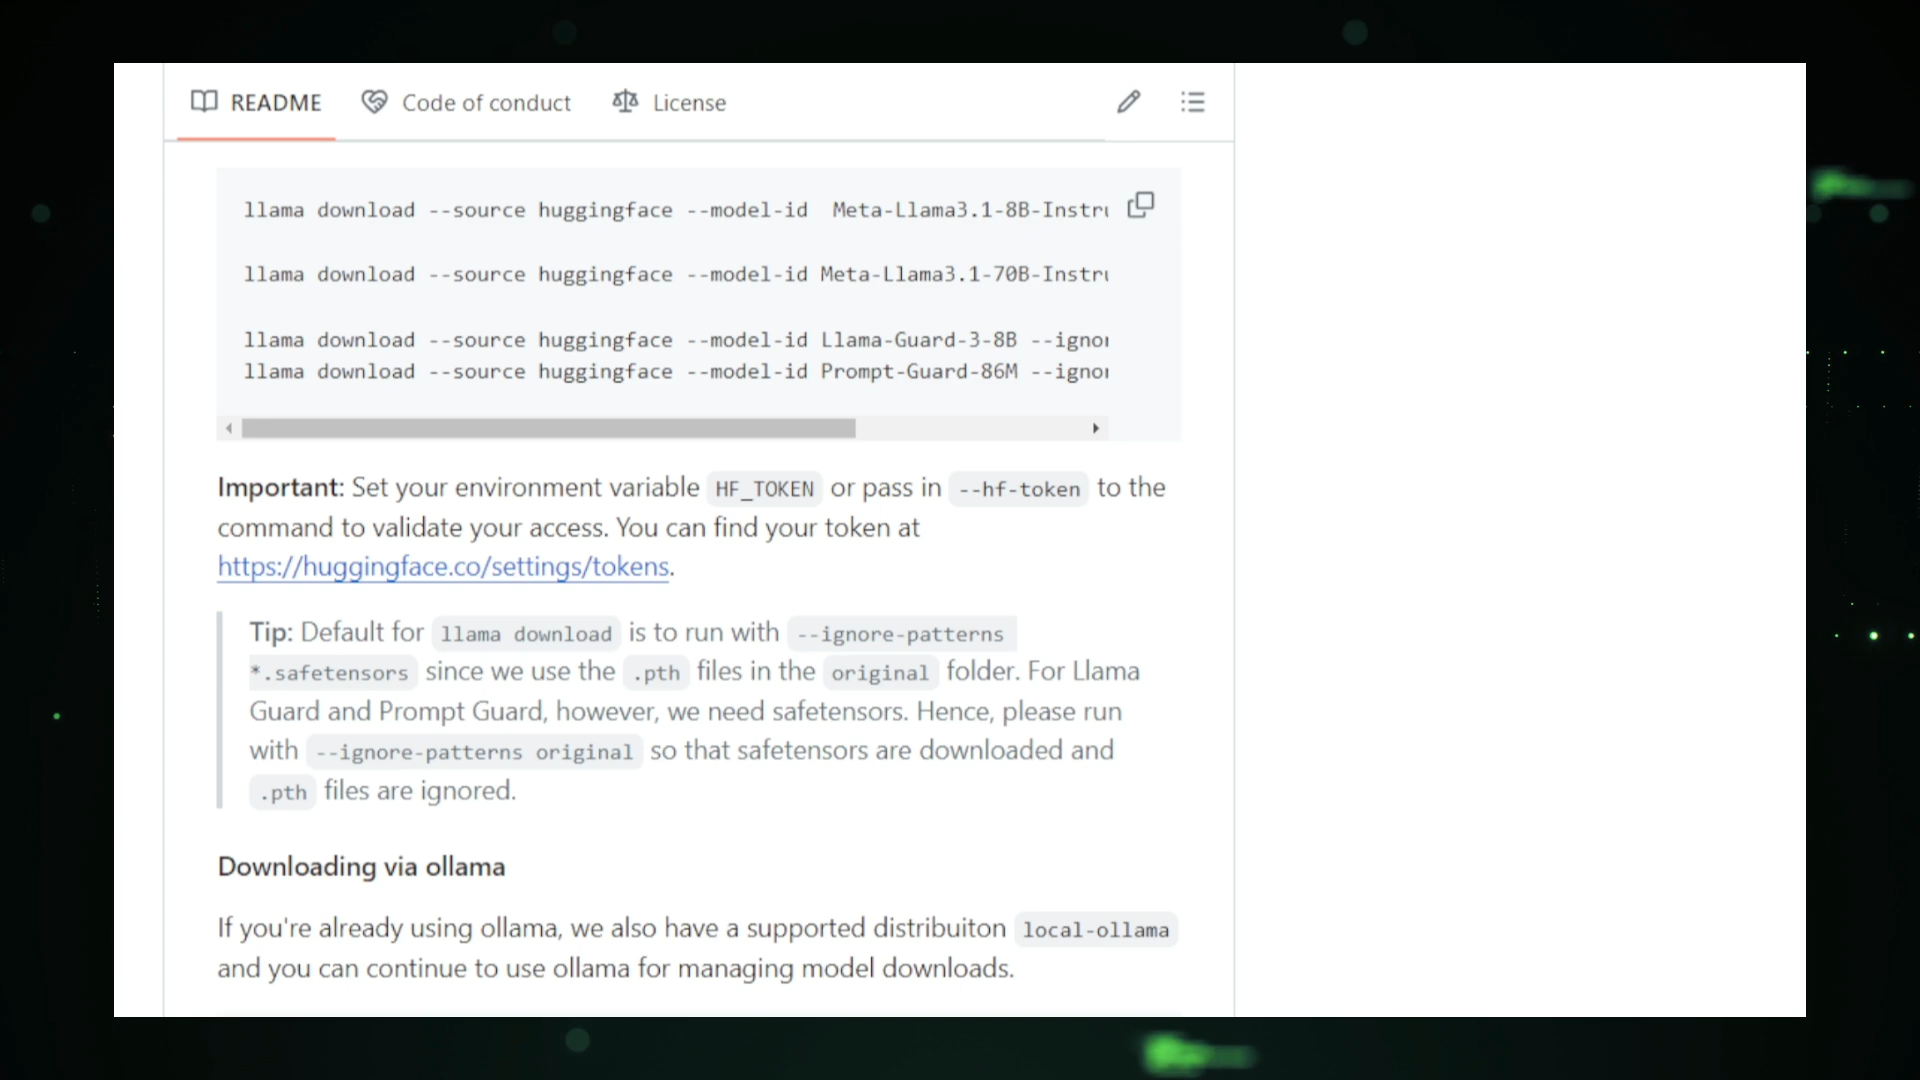 README Code of conduct License
llama download --source huggingface --model-id  Meta-Llama3.1-8B-Instr
llama download --source huggingface --model-id Meta-Llama3.1-70B-Instr
llama download --source huggingface --model-id Llama-Guard-3-8B --igno
llama download --source huggingface --model-id Prompt-Guard-86M --igno
Important: Set your environment variable HF_TOKEN or pass in --hf-token to the
command to validate your access. You can find your token at
https://huggingface.co/settings/tokens.
Tip: Default for llama download is to run with --ignore-patterns
*.safetensors since we use the .pth files in the original folder. For Llama
Guard and Prompt Guard, however, we need safetensors. Hence, please run
with --ignore-patterns original so that safetensors are downloaded and
.pth files are ignored.
Downloading via ollama
If you're already using ollama, we also have a supported distribuiton local-ollama
and you can continue to use ollama for managing model downloads.